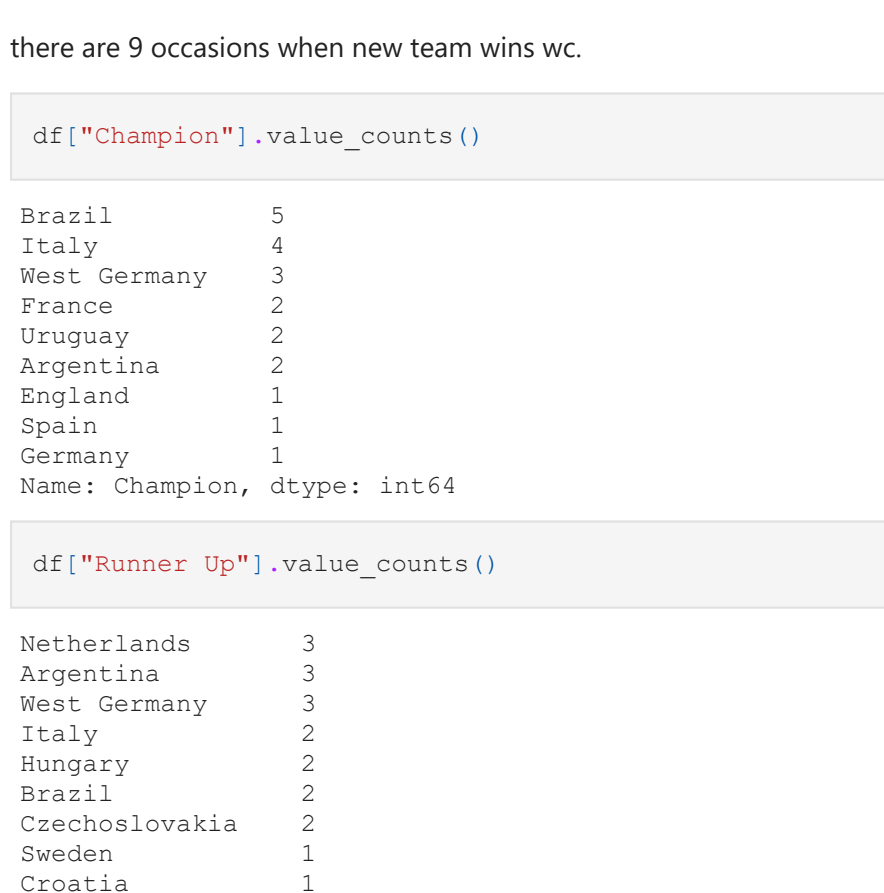 there are 9 occasions when new team wins wc.
df["Champion"].value_counts()
Brazil 5
Italy 4
West Germany 3
France 2
Uruguay 2
Argentina 2
England 1
Spain 1
Germany 1
Name: Champion, dtype: int64
df["Runner Up"].value_counts()
Netherlands 3
Argentina 3
West Germany 3
Italy 2
Hungary 2
Brazil 2
Czechoslovakia 2
Sweden 1
Croatia 1